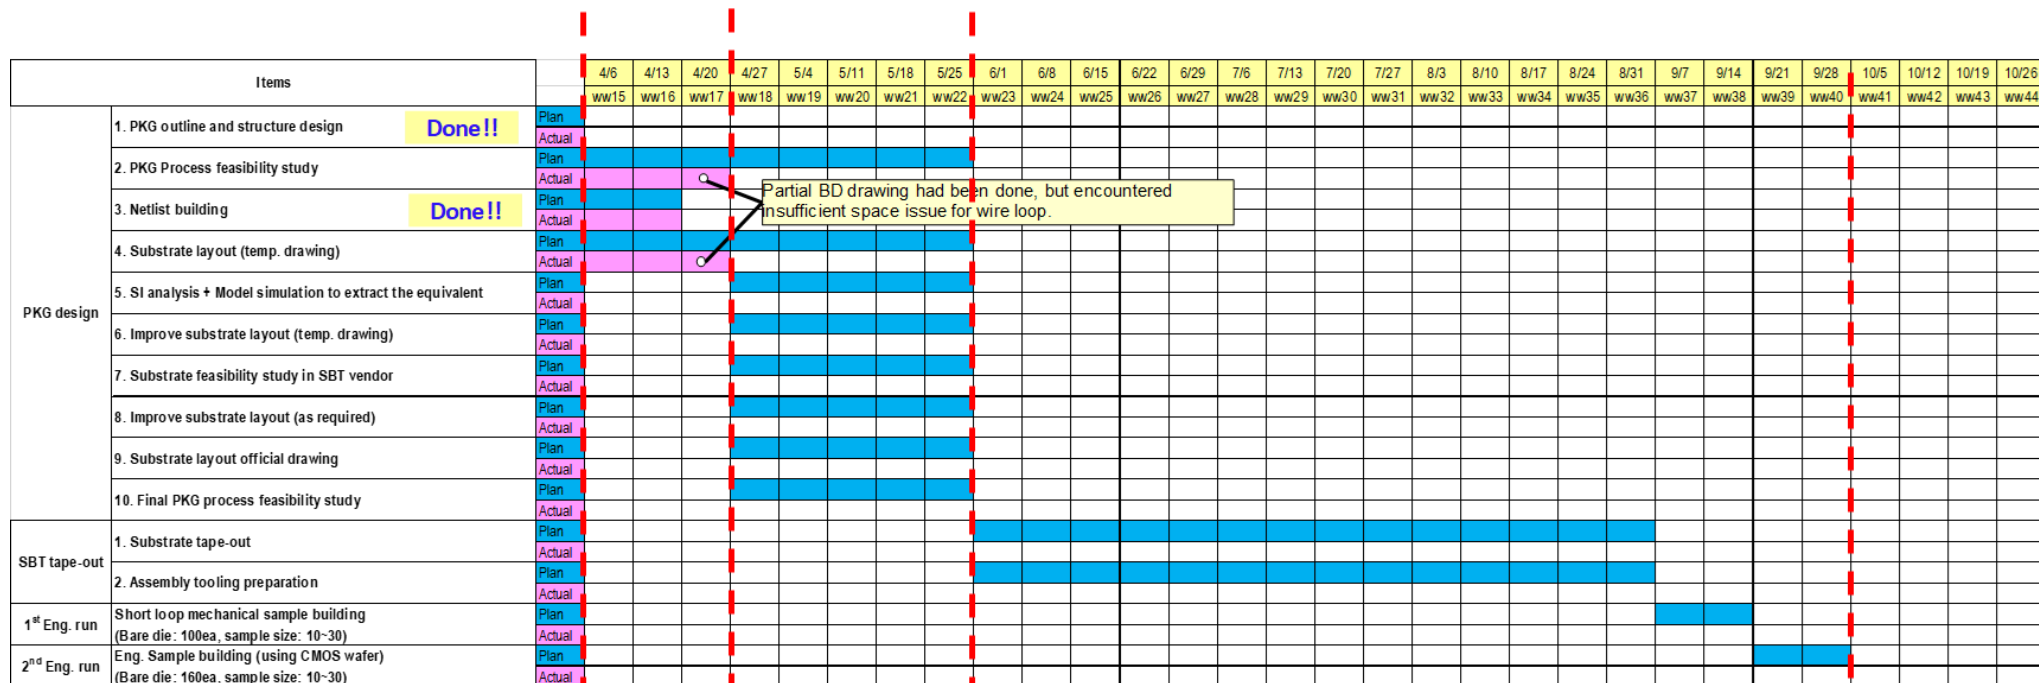 Items
4/6 4/13 4/20 4/27 5/4 5/11 5/18 5/25 6/1 6/8 6/15 6/22 6/29 7/6 7/13 7/20 7/27 8/3 8/10 8/17 8/24 8/31 9/7 9/14 9/21 9/28 10/5 10/12 10/19 10/26
ww15 ww16 ww17 ww18 ww19 ww20 ww21 ww22 ww23 ww24 ww25 ww26 ww27 ww28 ww29 ww30 ww31 ww32 ww33 ww34 ww35 ww36 ww37 ww38 ww39 ww40 ww41 ww42 ww43 ww44
PKG design
1. PKG outline and structure design Done!! Plan
Actual
2. PKG Process feasibility study Plan
Actual
Partial BD drawing had been done, but encountered
insufficient space issue for wire loop.
3. Netlist building Done!! Plan
Actual
4. Substrate layout (temp. drawing) Plan
Actual
5. SI analysis + Model simulation to extract the equivalent Plan
Actual
6. Improve substrate layout (temp. drawing) Plan
Actual
7. Substrate feasibility study in SBT vendor Plan
Actual
8. Improve substrate layout (as required) Plan
Actual
9. Substrate layout official drawing Plan
Actual
10. Final PKG process feasibility study Plan
Actual
SBT tape-out
1. Substrate tape-out Plan
Actual
2. Assembly tooling preparation Plan
Actual
1st Eng. run
Short loop mechanical sample building Plan
(Bare die: 100ea, sample size: 10~30) Actual
2nd Eng. run
Eng. Sample building (using CMOS wafer) Plan
(Bare die: 160ea, sample size: 10~30) Actual